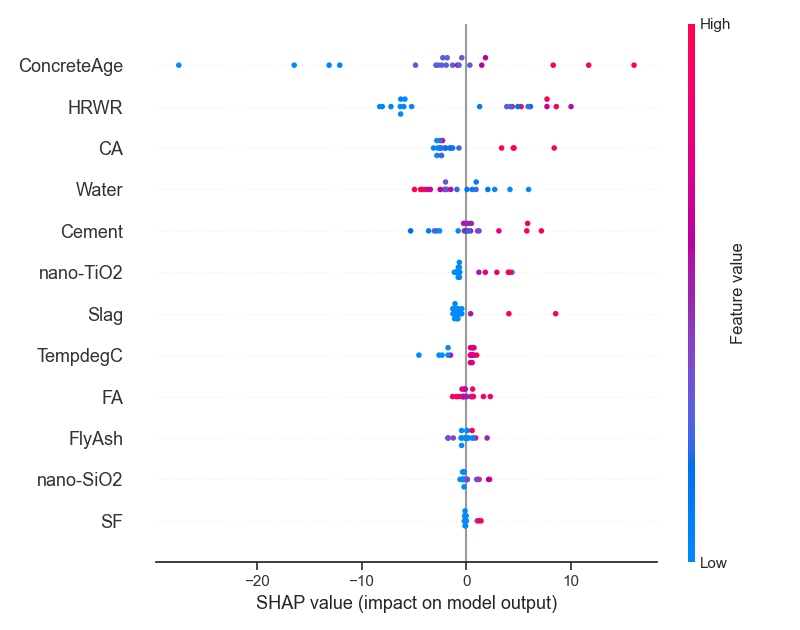 High
ConcreteAge
HRWR
CA
Water
Cement
nano-TiO2
Slag
TempdegC
FA
FlyAsh
nano-SiO2
SF
Feature value
Low
−20
−10
0
10
SHAP value (impact on model output)